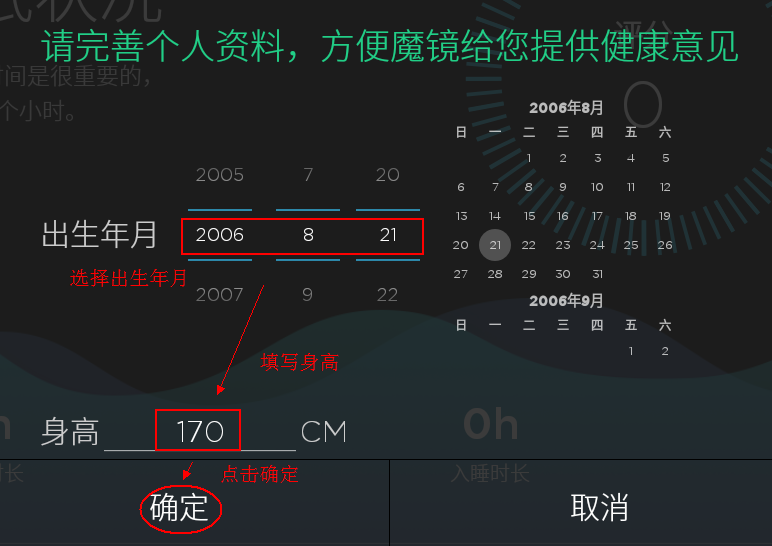 状况
请完善个人资料，方便魔镜给您提供健康意见
评分
时间是很重要的，
个小时。
0
2006年8月
日 一 二 三 四 五 六
1 2 3 4 5
6 7 8 9 10 11 12
13 14 15 16 17 18 19
20 21 22 23 24 25 26
27 28 29 30 31
2006年9月
日 一 二 三 四 五 六
1 2
2005 7 20
出生年月 2006 8 21
选择出生年月
2007 9 22
填写身高
身高 170 CM
0h
点击确定
时长
入睡时长
确定
取消